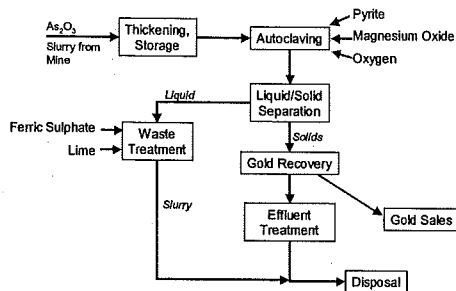 As₂O₃
Slurry from
Mine
Thickening,
Storage
Autoclaving
Pyrite
Magnesium Oxide
Oxygen
Liquid
Liquid/Solid
Separation
Ferric Sulphate
Lime
Waste
Treatment
Solids
Gold Recovery
Slurry
Effluent
Treatment
Gold Sales
Disposal